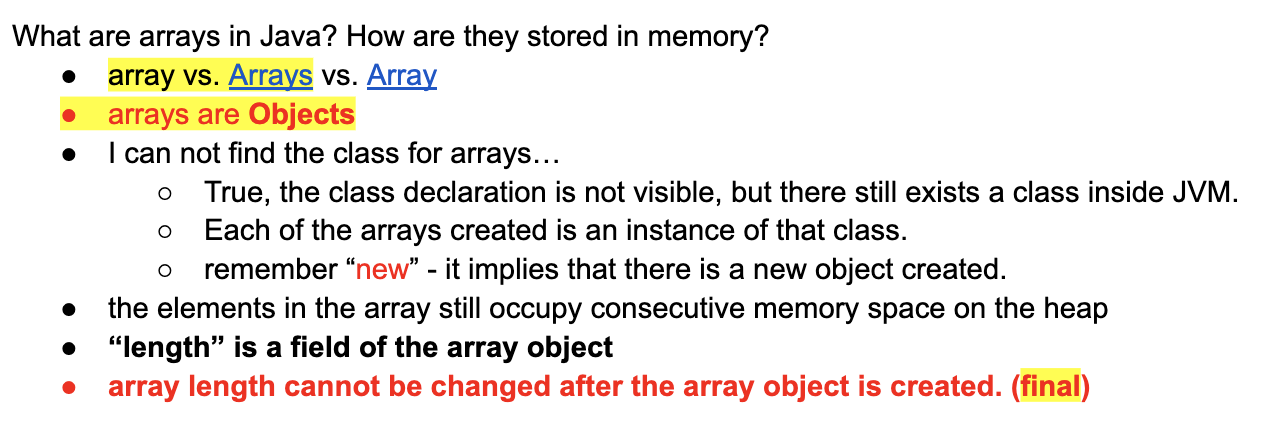 What are arrays in Java? How are they stored in memory?
● array vs. Arrays vs. Array
● arrays are Objects
● I can not find the class for arrays…
○ True, the class declaration is not visible, but there still exists a class inside JVM.
○ Each of the arrays created is an instance of that class.
○ remember “new” - it implies that there is a new object created.
● the elements in the array still occupy consecutive memory space on the heap
● “length” is a field of the array object
● array length cannot be changed after the array object is created. (final)